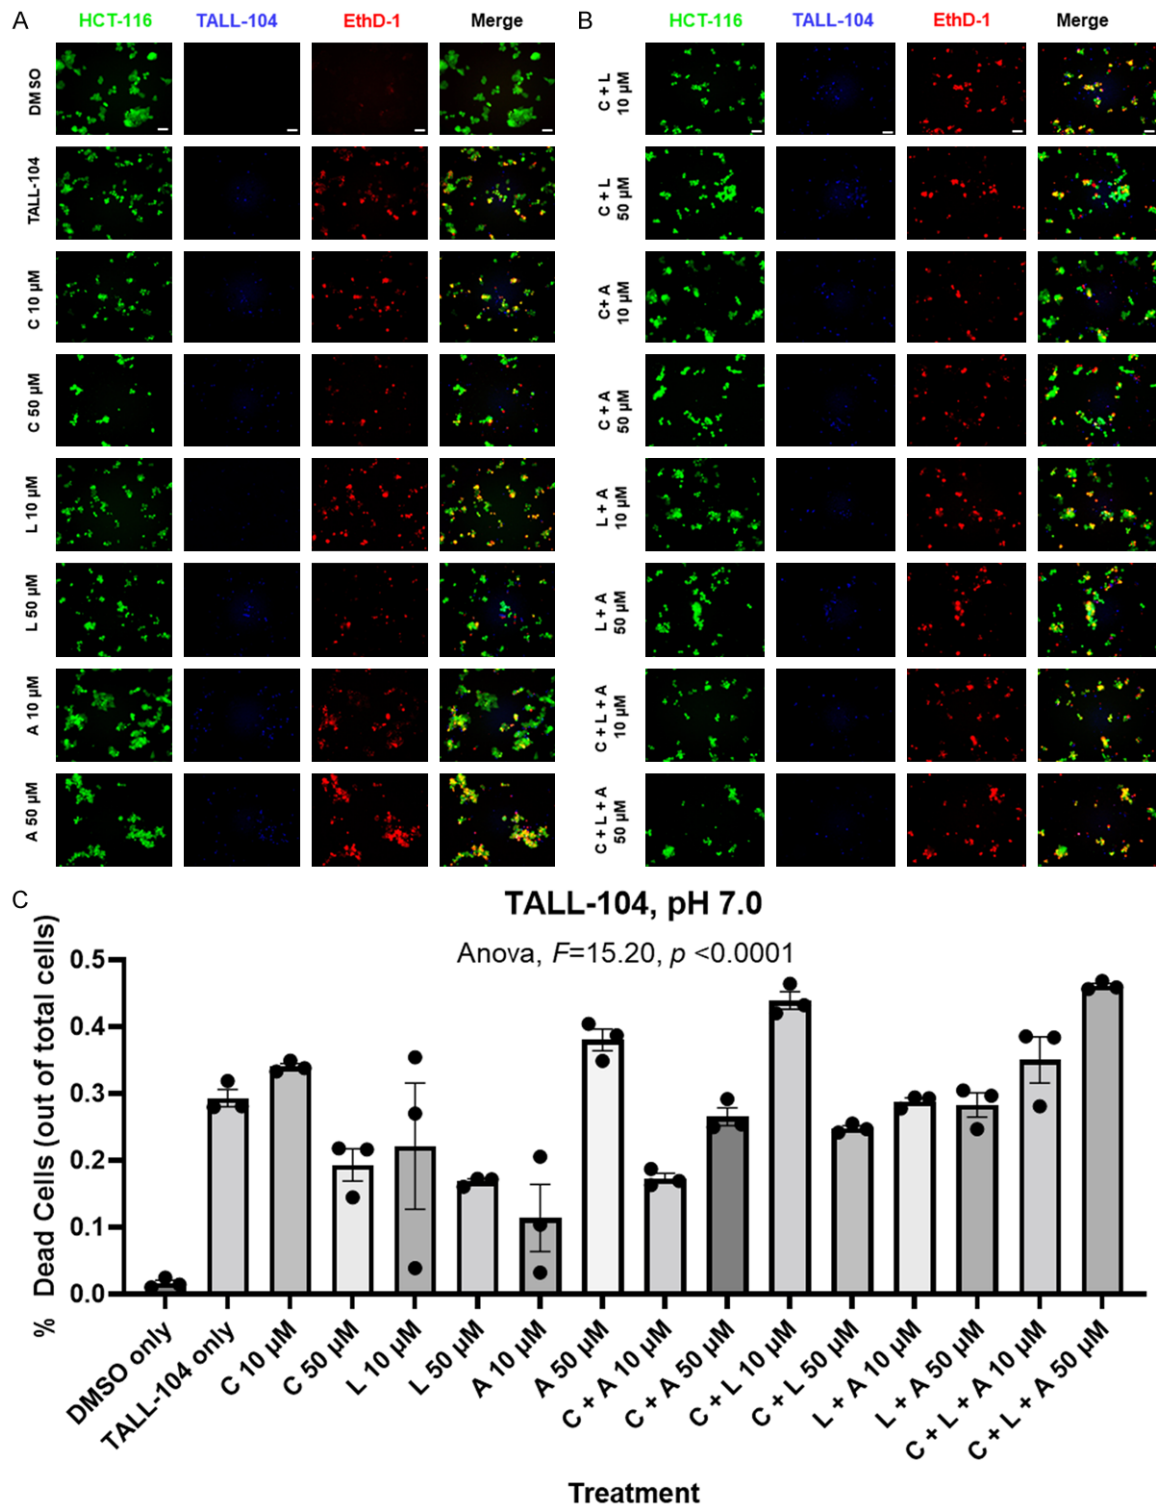 A HCT-116 TALL-104 EthD-1 Merge
DMSO
TALL-104
C 10 µM
C 50 µM
L 10 µM
L 50 µM
A 10 µM
A 50 µM
B HCT-116 TALL-104 EthD-1 Merge
C + L
10 µM
C + L
50 µM
C+ A
10 µM
C + A
50 µM
L + A
10 µM
L + A
50 µM
C + L + A
10 µM
C + L + A
50 µM
C
TALL-104, pH 7.0
Anova, F=15.20, p <0.0001
% Dead Cells (out of total cells)
0.5
0.4
0.3
0.2
0.1
0.0
DMSO only
TALL-104 only
C 10 µM
C 50 µM
L 10 µM
L 50 µM
A 10 µM
A 50 µM
C + A 10 µM
C + A 50 µM
C + L 10 µM
C + L 50 µM
L + A 10 µM
L + A 50 µM
C + L + A 10 µM
C + L + A 50 µM
Treatment